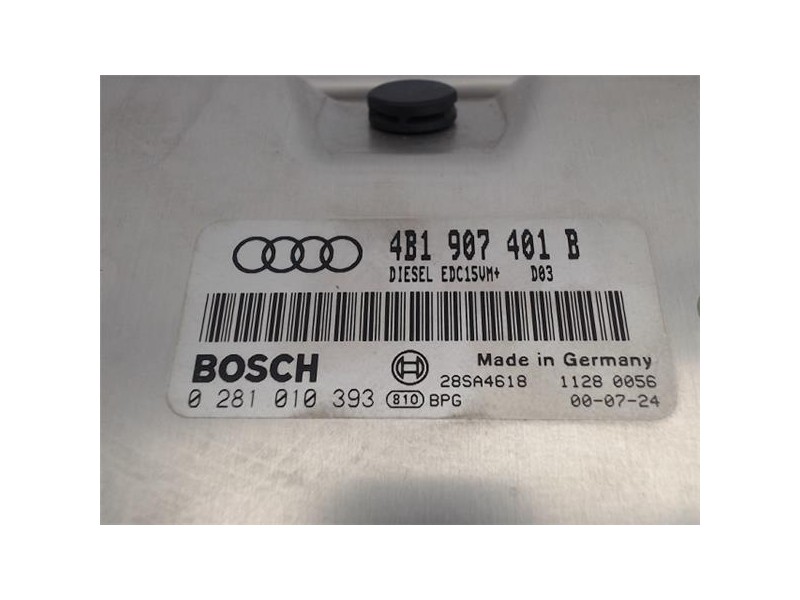 4B1 907 401 B
DIESEL EDC15VM+ D03
BOSCH Made in Germany
28SA4618 1128 0056
0 281 010 393 810 BPG 00-07-24